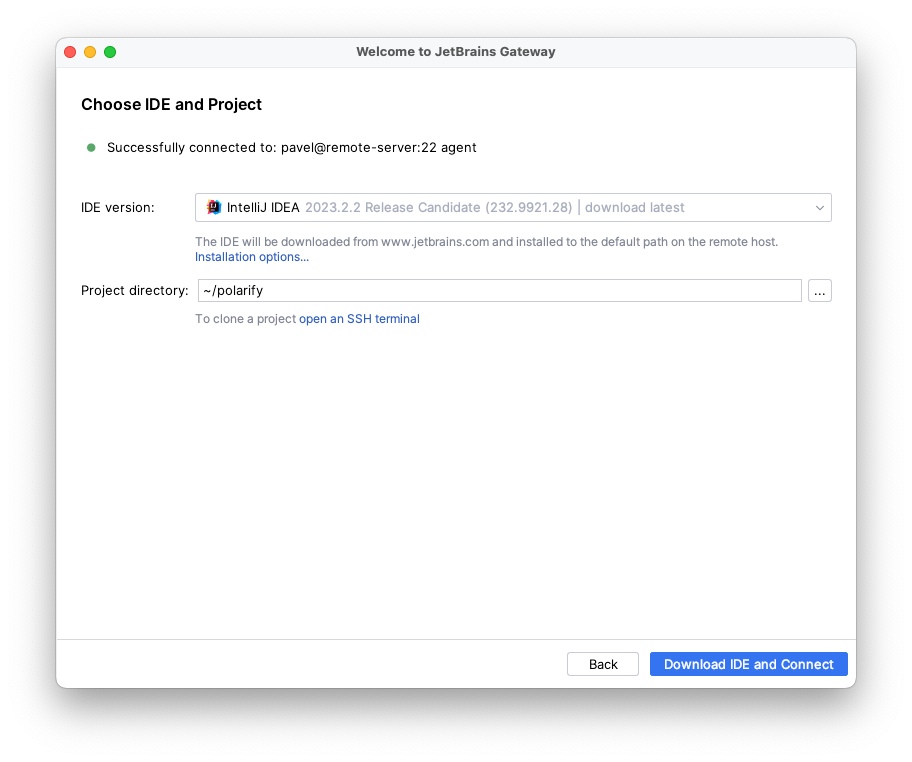 Welcome to JetBrains Gateway
Choose IDE and Project
Successfully connected to: pavel@remote-server:22 agent
IDE version: IntelliJ IDEA 2023.2.2 Release Candidate (232.9921.28) | download latest
The IDE will be downloaded from www.jetbrains.com and installed to the default path on the remote host.
Installation options...
Project directory: ~/polarify ...
To clone a project open an SSH terminal
Back Download IDE and Connect